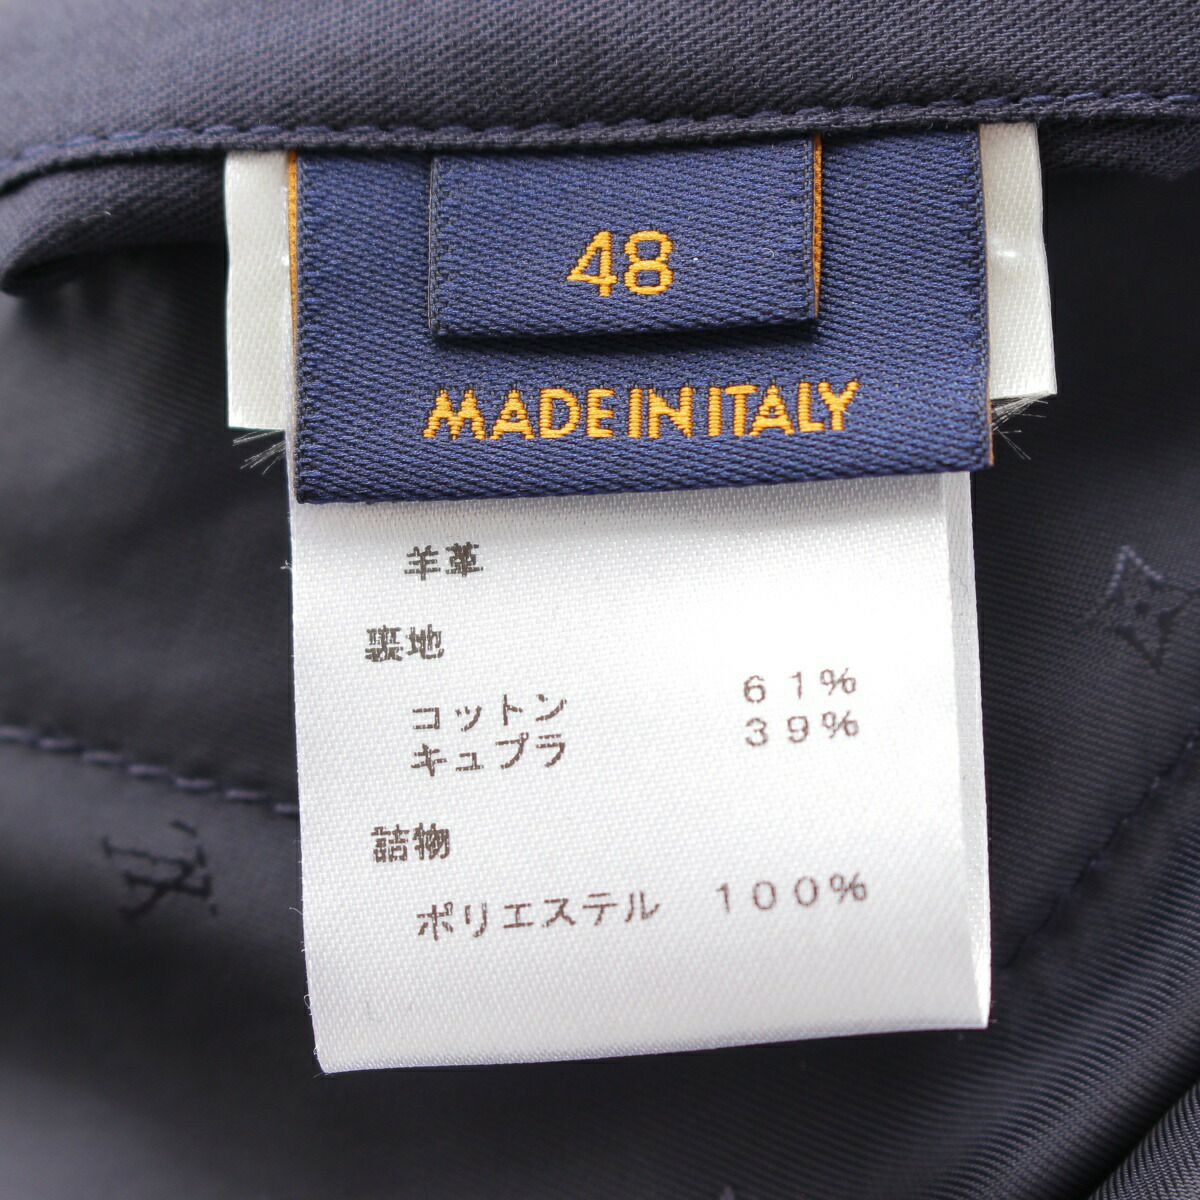 48
MADE IN ITALY
羊革
裏地
コットン 61%
キュプラ 39%
詰物
ポリエステル 100%